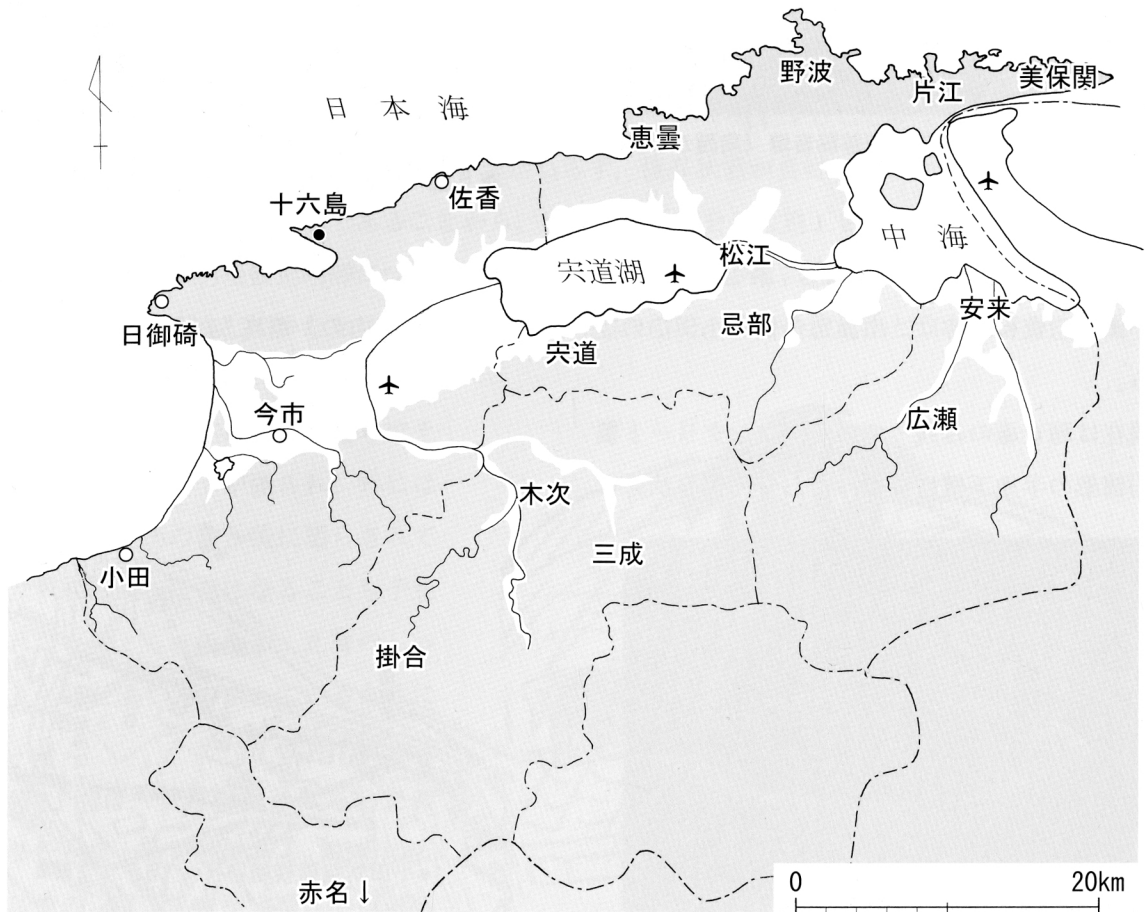 野波
美保関
片江
日本海
恵曇
佐香
十六島
中海
松江
宍道湖
安来
忌部
日御碕
宍道
今市
広瀬
木次
三成
小田
掛合
赤名↓
0 20km